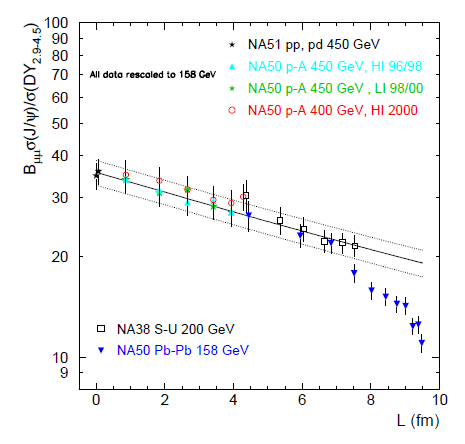 100
90
80
70
60
50
40
30
20
10
9
8
B_μμσ(J/ψ)/σ(DY_2.9-4.5)
NA51 pp, pd 450 GeV
All data rescaled to 158 GeV
NA50 p-A 450 GeV, HI 96/98
NA50 p-A 450 GeV , LI 98/00
NA50 p-A 400 GeV, HI 2000
NA38 S-U 200 GeV
NA50 Pb-Pb 158 GeV
0 2 4 6 8 10
L (fm)